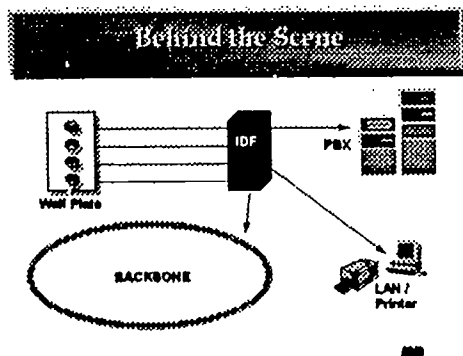 Behind the Scene
IDF
PBX
Wall Plate
BACKBONE
LAN /
Printer